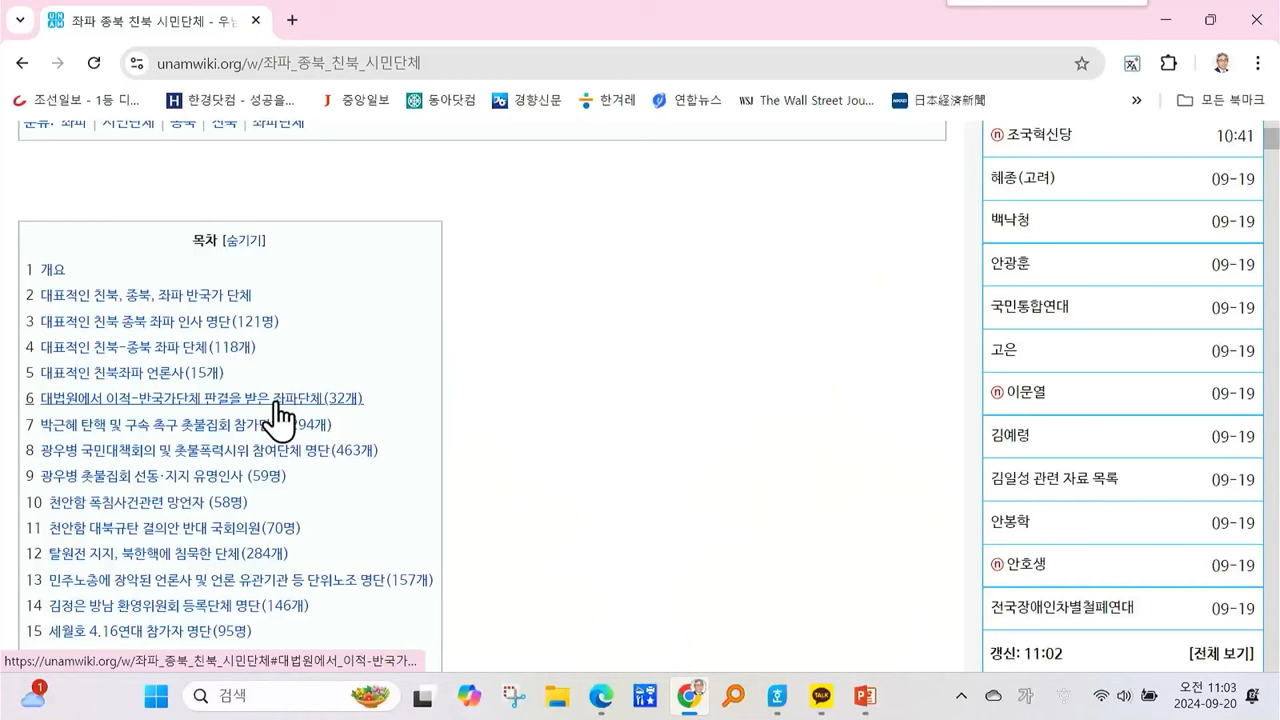 좌파 종북 친북 시민단체 - 우남
unamwiki.org/w/좌파_종북_친북_시민단체
조선일보 - 1등 디...
한경닷컴 - 성공을...
중앙일보
동아닷컴
경향신문
한겨레
연합뉴스
WSJ The Wall Street Jou...
日本経済新聞
모든 북마크
분류: 좌파 | 시민단체 | 종북 | 친북 | 좌파단체
목차 [숨기기]
1 개요
2 대표적인 친북, 종북, 좌파 반국가 단체
3 대표적인 친북 종북 좌파 인사 명단(121명)
4 대표적인 친북-종북 좌파 단체(118개)
5 대표적인 친북좌파 언론사(15개)
6 대법원에서 이적-반국가단체 판결을 받은 좌파단체(32개)
7 박근혜 탄핵 및 구속 촉구 촛불집회 참가 94개)
8 광우병 국민대책회의 및 촛불폭력시위 참여단체 명단(463개)
9 광우병 촛불집회 선동·지지 유명인사 (59명)
10 천안함 폭침사건관련 망언자 (58명)
11 천안함 대북규탄 결의안 반대 국회의원(70명)
12 탈원전 지지, 북한핵에 침묵한 단체(284개)
13 민주노총에 장악된 언론사 및 언론 유관기관 등 단위노조 명단(157개)
14 김정은 방남 환영위원회 등록단체 명단(146개)
15 세월호 4.16연대 참가자 명단(95명)
ⓝ 조국혁신당 10:41
혜종(고려) 09-19
백낙청 09-19
안광훈 09-19
국민통합연대 09-19
고은 09-19
ⓝ 이문열 09-19
김예령 09-19
김일성 관련 자료 목록 09-19
안봉학 09-19
ⓝ 안호생 09-19
전국장애인차별철폐연대 09-19
갱신: 11:02 [전체 보기]
https://unamwiki.org/w/좌파_종북_친북_시민단체#대법원에서_이적-반국가...
1
검색
TALK
가
오전 11:03
2024-09-20